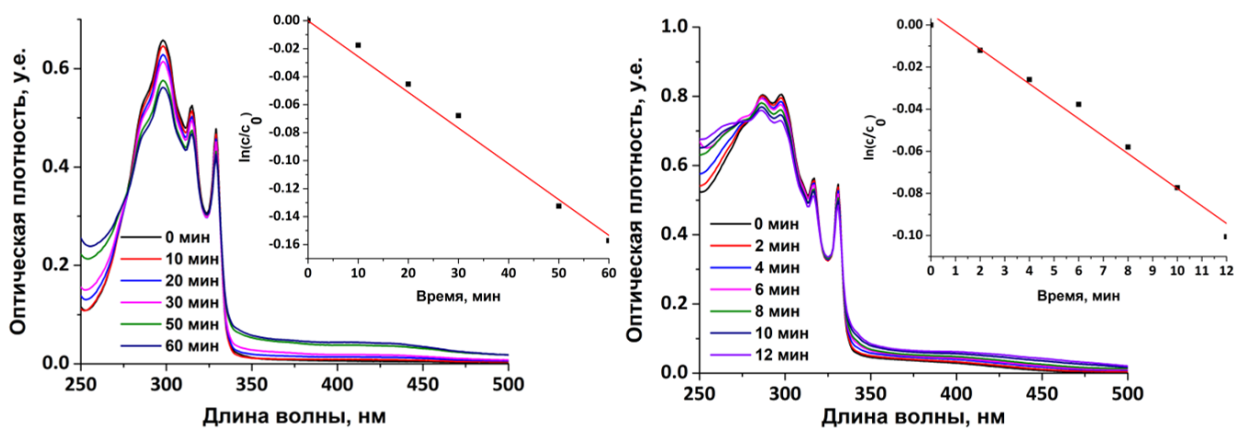 Оптическая плотность, у.е.
0.6
0.4
0.2
0.0
250
300
350
400
450
500
Длина волны, нм
0 мин
10 мин
20 мин
30 мин
50 мин
60 мин
ln(c/c0)
0.00
-0.02
-0.04
-0.06
-0.08
-0.10
-0.12
-0.14
-0.16
0
10
20
30
40
50
60
Время, мин
Оптическая плотность, у.е.
1.0
0.8
0.6
0.4
0.2
0.0
250
300
350
400
450
500
Длина волны, нм
0 мин
2 мин
4 мин
6 мин
8 мин
10 мин
12 мин
ln(c/c0)
0.00
-0.02
-0.04
-0.06
-0.08
-0.10
0
1
2
3
4
5
6
7
8
9
10
11
12
Время, мин